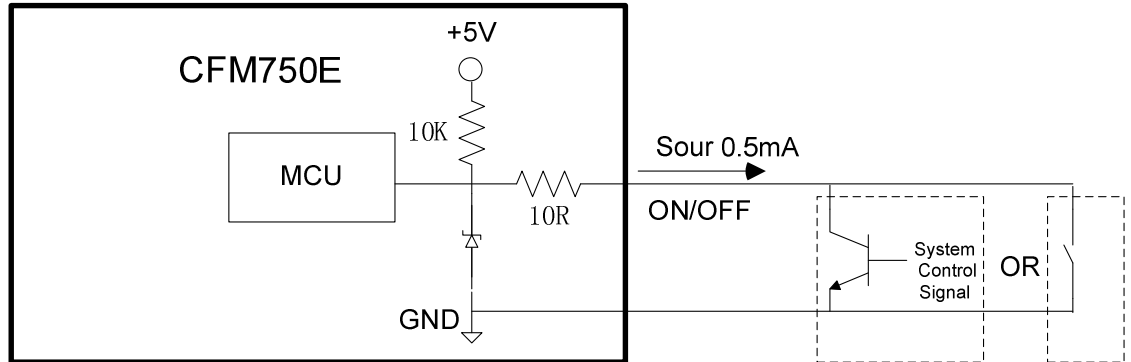 +5V
CFM750E
10K
MCU
10R
Sour 0.5mA
ON/OFF
System
Control
Signal
OR
GND